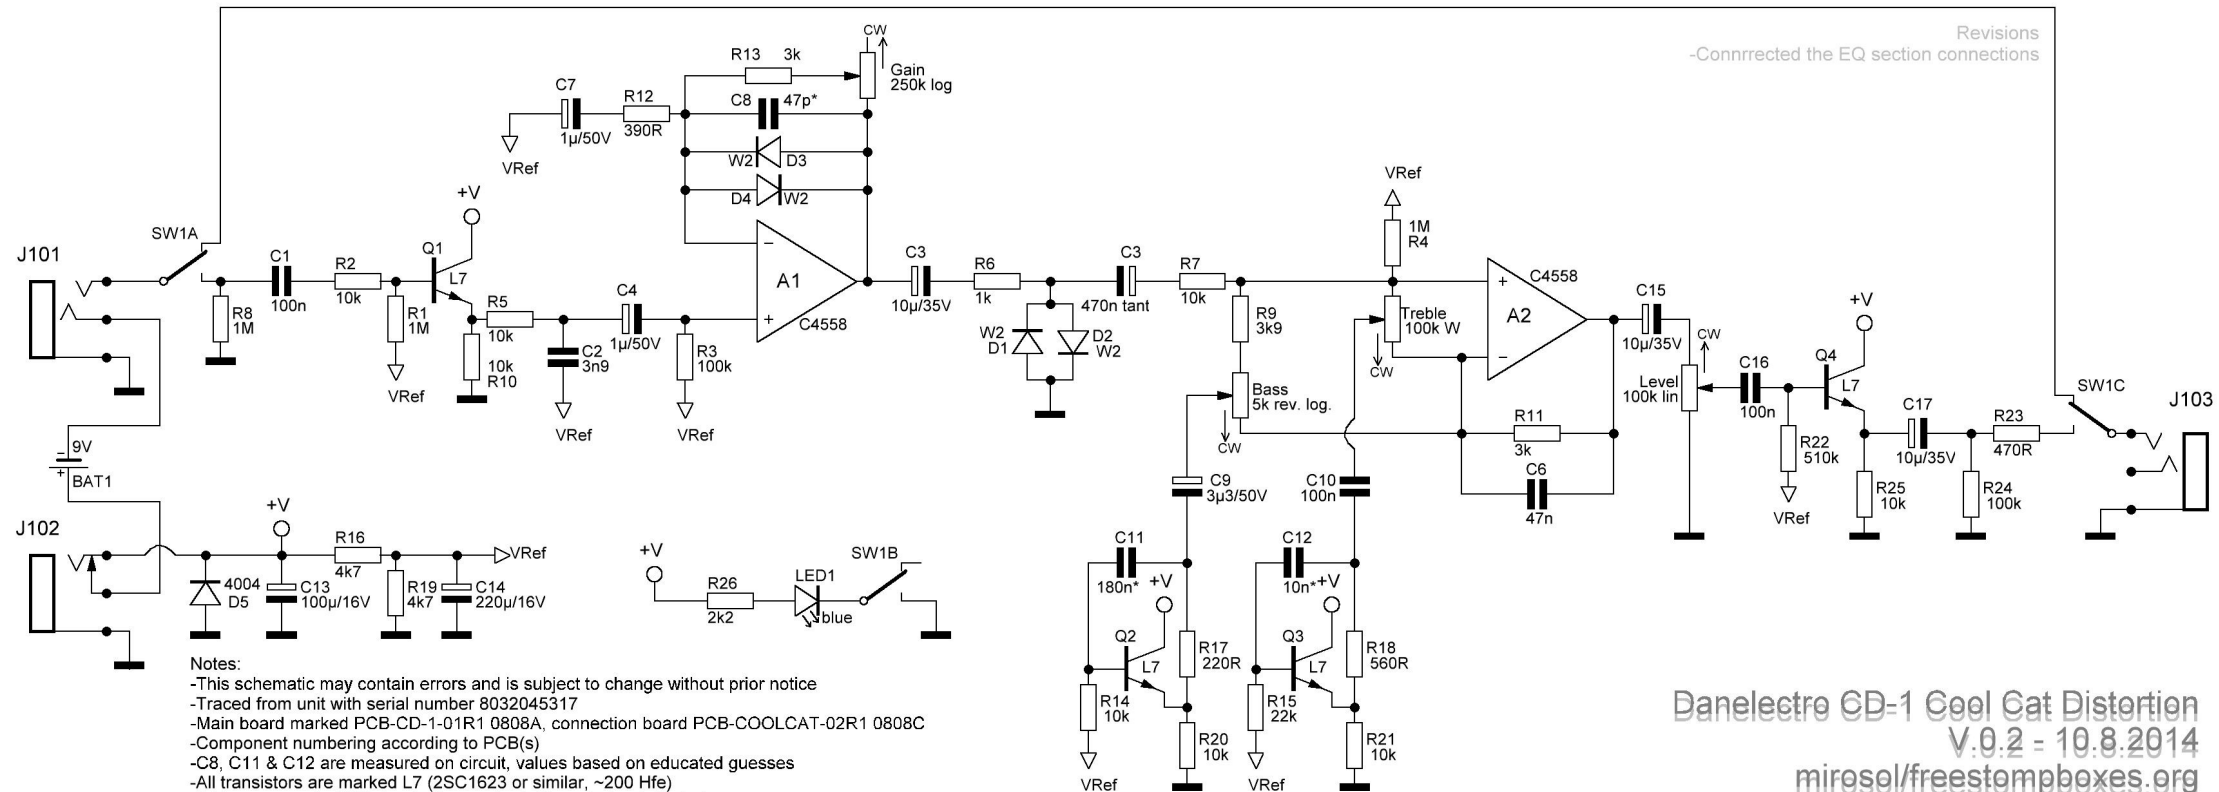 Revisions
-Connrrected the EQ section connections
CW
R13 3k
Gain
250k log
C7
1µ/50V
R12
390R
C8 47p*
VRef
W2 D3
D4 W2
+V
VRef
1M
R4
J101
SW1A
C1
100n
R2
10k
Q1
L7
R5
10k
C4
1µ/50V
A1
C4558
C3
10µ/35V
R6
1k
C3
470n tant
R7
10k
C4558
A2
C15
10µ/35V
+V
R8
1M
R1
1M
VRef
10k
R10
C2
3n9
VRef
R3
100k
VRef
W2
D1
D2
W2
R9
3k9
Treble
100k W
CW
Bass
5k rev. log.
CW
R11
3k
C6
47n
CW
Level
100k lin
C16
100n
Q4
L7
R22
510k
VRef
C17
10µ/35V
R25
10k
R24
100k
R23
470R
SW1C
J103
9V
BAT1
C9
3µ3/50V
C10
100n
J102
+V
R16
4k7
VRef
4004
D5
C13
100µ/16V
R19
4k7
C14
220µ/16V
+V
R26
2k2
LED1
blue
SW1B
C11
180n*
+V
Q2
L7
R17
220R
R14
10k
VRef
R20
10k
C12
10n*
+V
Q3
L7
R18
560R
R15
22k
VRef
R21
10k
Notes:
-This schematic may contain errors and is subject to change without prior notice
-Traced from unit with serial number 8032045317
-Main board marked PCB-CD-1-01R1 0808A, connection board PCB-COOLCAT-02R1 0808C
-Component numbering according to PCB(s)
-C8, C11 & C12 are measured on circuit, values based on educated guesses
-All transistors are marked L7 (2SC1623 or similar, ~200 Hfe)
Danelectro CD-1 Cool Cat Distortion
V.0.2 - 10.8.2014
mirosol/freestompboxes.org